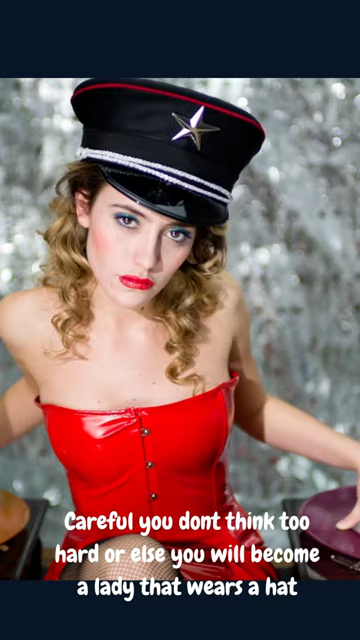 Careful you dont think too
hard or else you will become
a lady that wears a hat